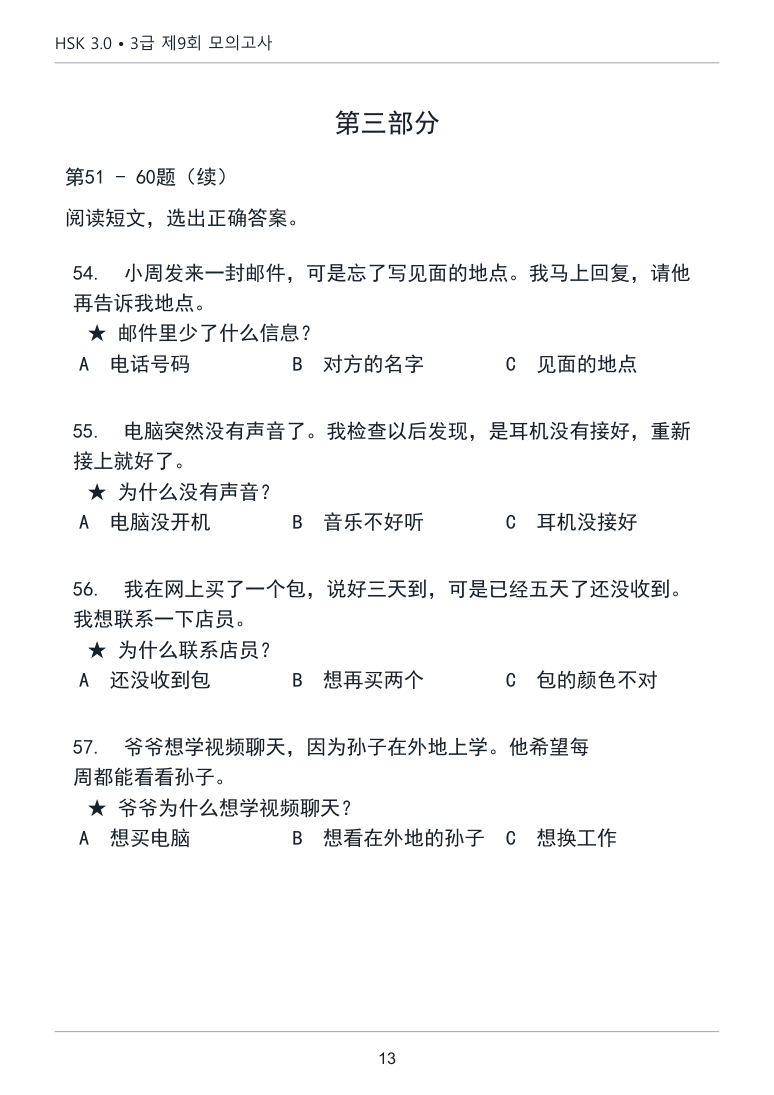 HSK 3.0 • 3급 제9회 모의고사
第三部分
第51 － 60题（续）
阅读短文，选出正确答案。
54. 小周发来一封邮件，可是忘了写见面的地点。我马上回复，请他
再告诉我地点。
★ 邮件里少了什么信息？
A 电话号码 B 对方的名字 C 见面的地点
55. 电脑突然没有声音了。我检查以后发现，是耳机没有接好，重新
接上就好了。
★ 为什么没有声音？
A 电脑没开机 B 音乐不好听 C 耳机没接好
56. 我在网上买了一个包，说好三天到，可是已经五天了还没收到。
我想联系一下店员。
★ 为什么联系店员？
A 还没收到包 B 想再买两个 C 包的颜色不对
57. 爷爷想学视频聊天，因为孙子在外地上学。他希望每
周都能看看孙子。
★ 爷爷为什么想学视频聊天？
A 想买电脑 B 想看在外地的孙子 C 想换工作
13